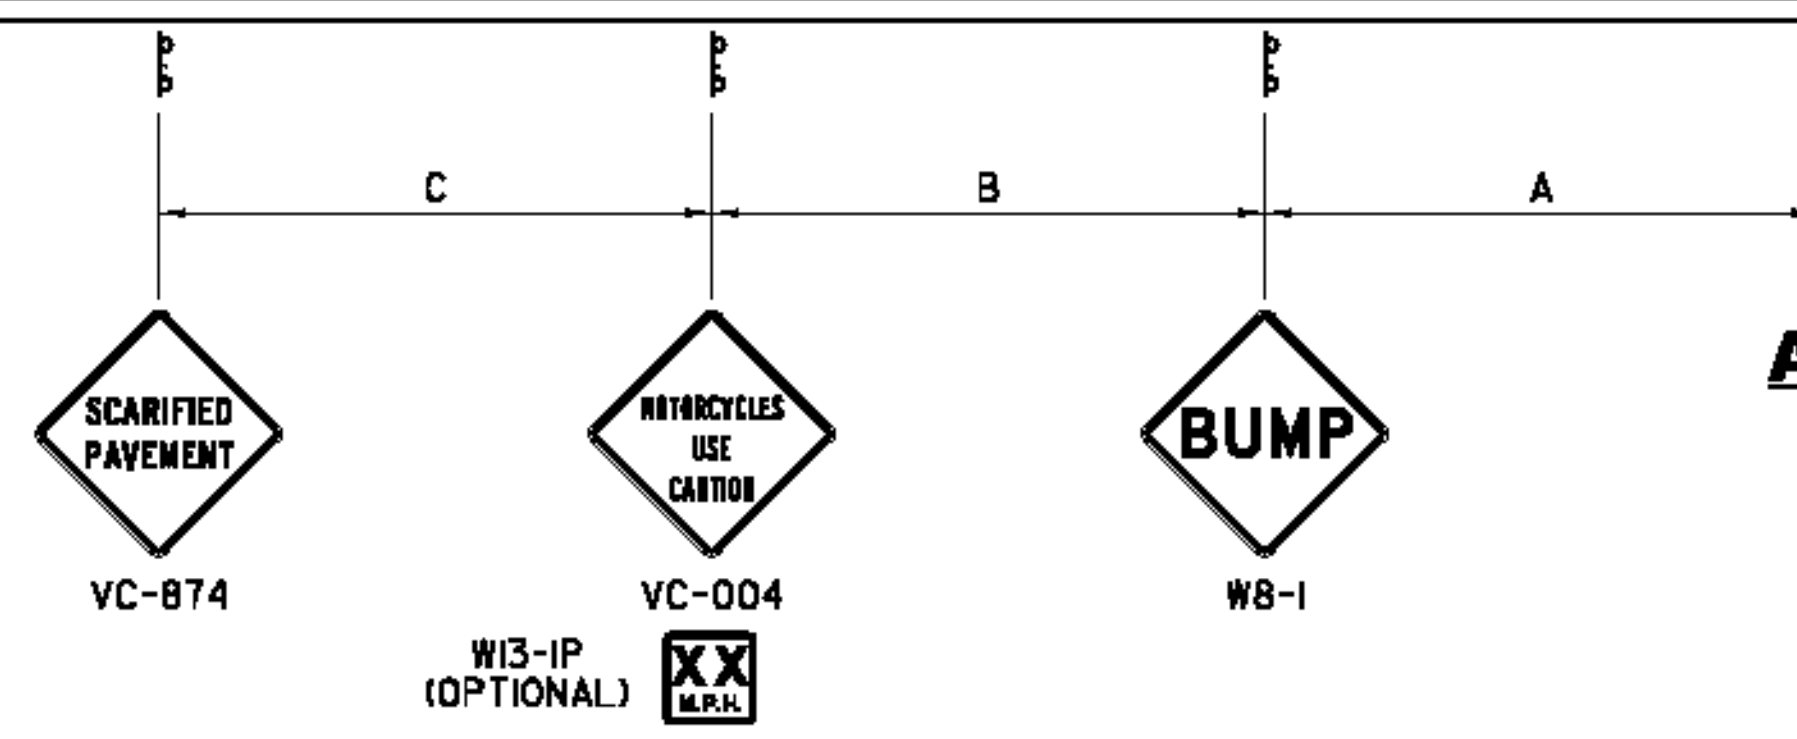 C
B
A
SCARIFIED
PAVEMENT
MOTORCYCLES
USE
CAUTION
BUMP
VC-874
VC-004
W8-1
W13-1P
(OPTIONAL)
XX
M.P.H.
A